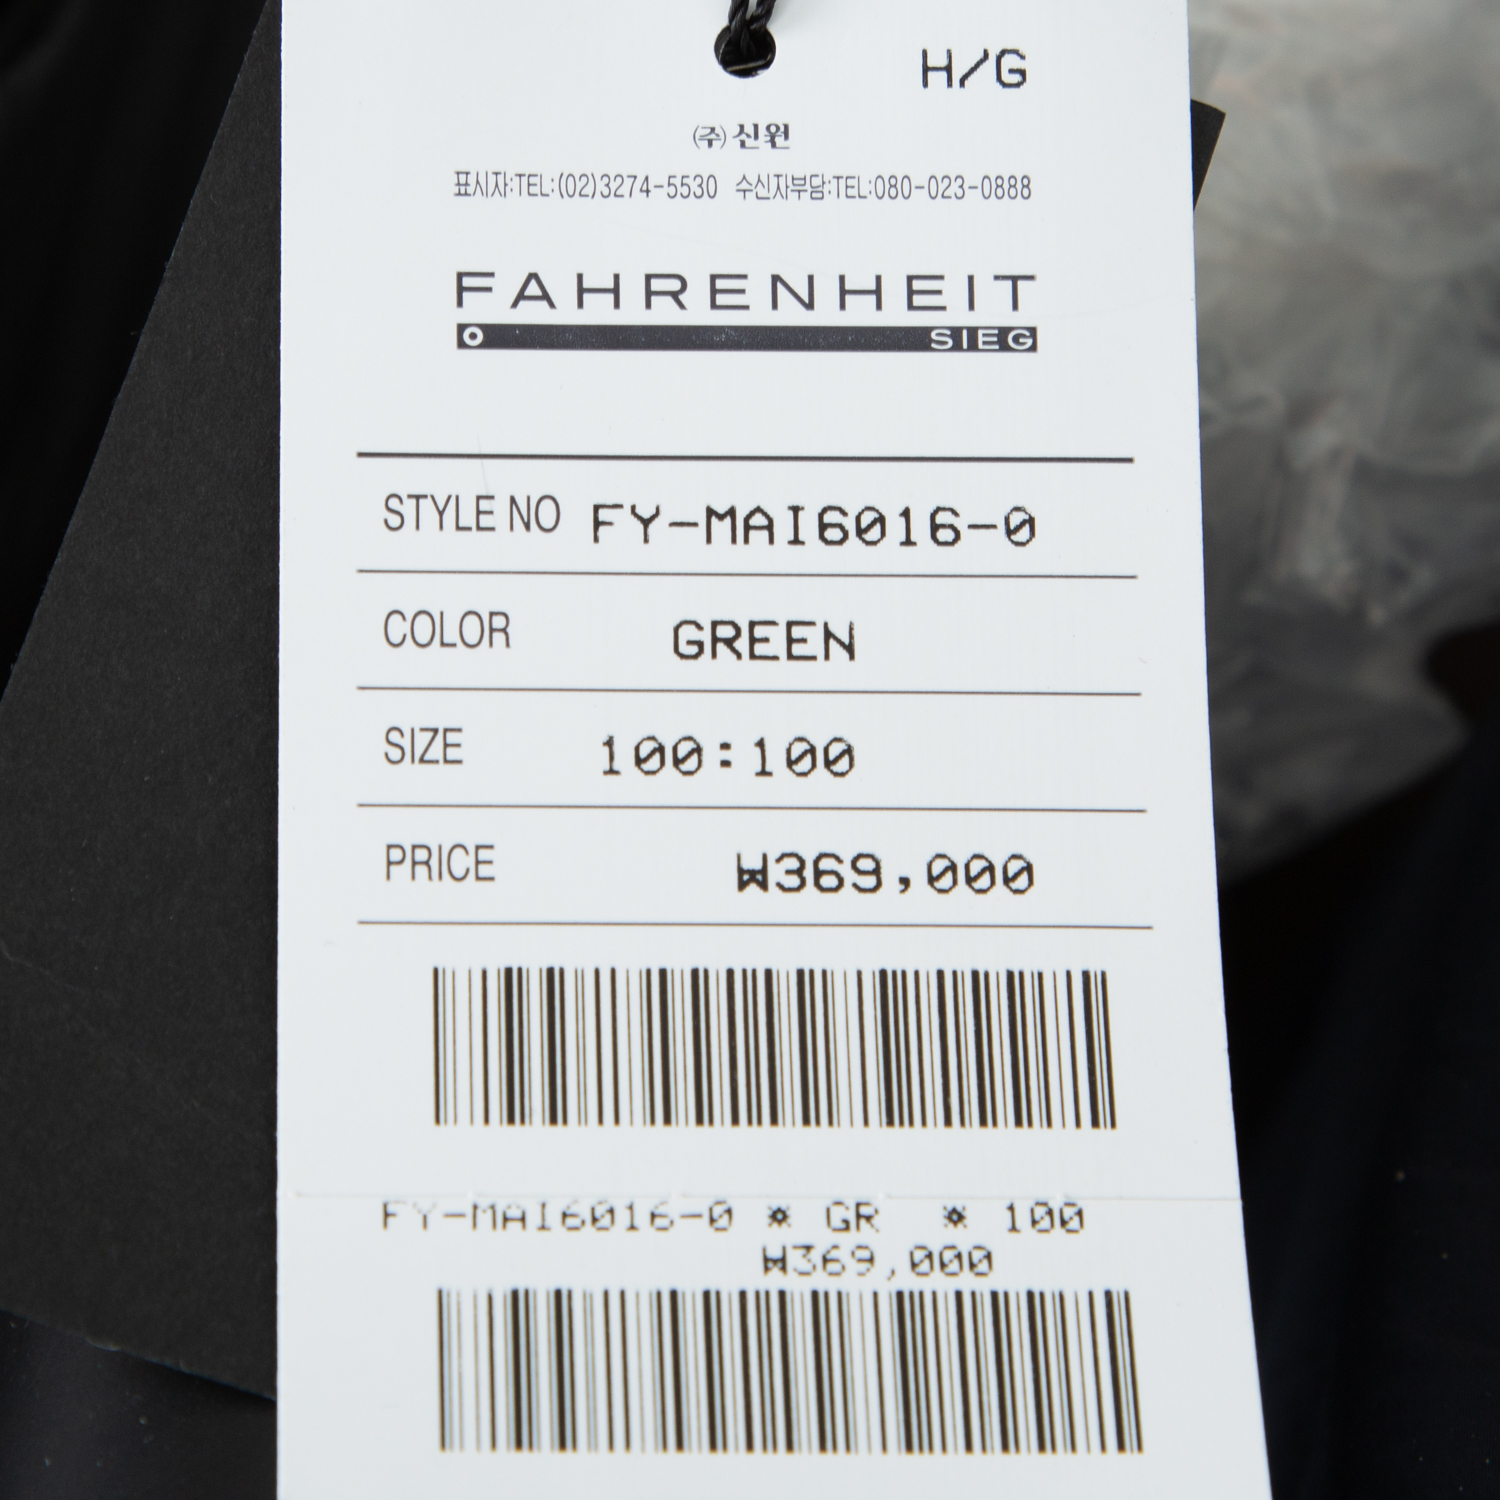 H/G
㈜신원
표시자:TEL:(02)3274-5530 수신자부담:TEL:080-023-0888
FAHRENHEIT
SIEG
STYLE NO FY-MAI6016-0
COLOR GREEN
SIZE 100:100
PRICE ₩369,000
FY-MAI6016-0 * GR * 100
₩369,000